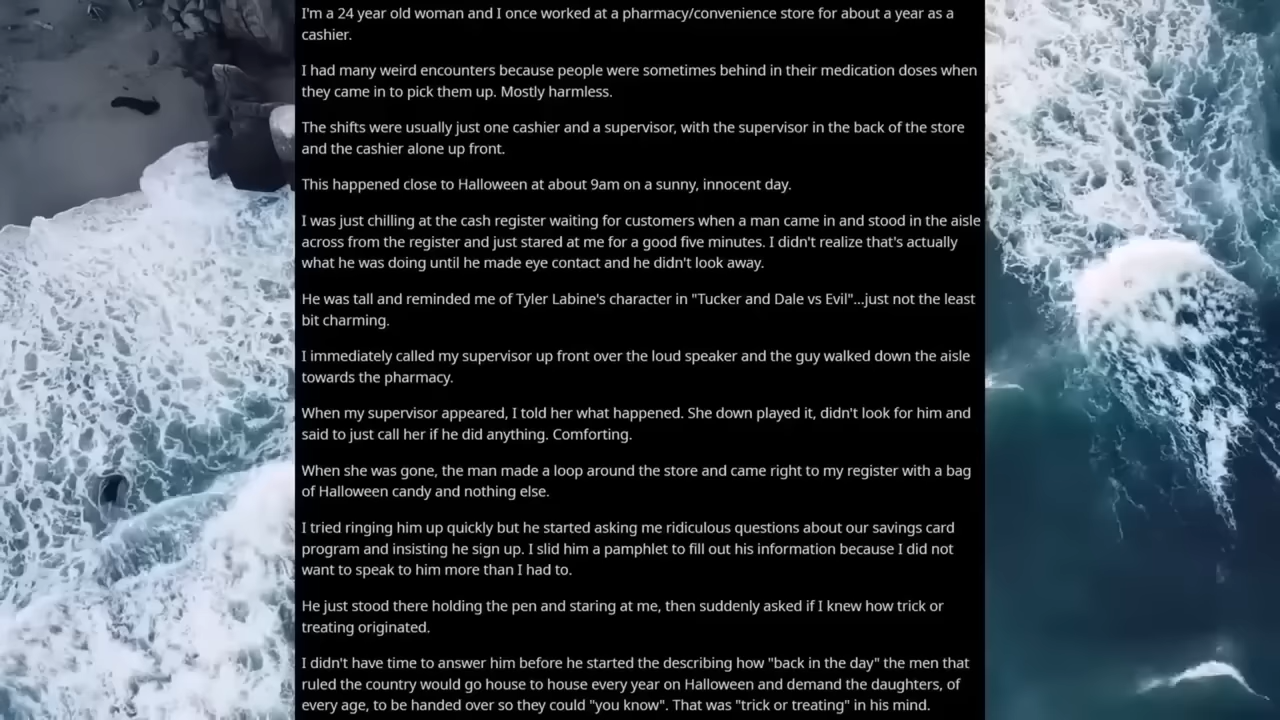 I'm a 24 year old woman and I once worked at a pharmacy/convenience store for about a year as a
cashier.
I had many weird encounters because people were sometimes behind in their medication doses when
they came in to pick them up. Mostly harmless.
The shifts were usually just one cashier and a supervisor, with the supervisor in the back of the store
and the cashier alone up front.
This happened close to Halloween at about 9am on a sunny, innocent day.
I was just chilling at the cash register waiting for customers when a man came in and stood in the aisle
across from the register and just stared at me for a good five minutes. I didn't realize that's actually
what he was doing until he made eye contact and he didn't look away.
He was tall and reminded me of Tyler Labine's character in "Tucker and Dale vs Evil"...just not the least
bit charming.
I immediately called my supervisor up front over the loud speaker and the guy walked down the aisle
towards the pharmacy.
When my supervisor appeared, I told her what happened. She down played it, didn't look for him and
said to just call her if he did anything. Comforting.
When she was gone, the man made a loop around the store and came right to my register with a bag
of Halloween candy and nothing else.
I tried ringing him up quickly but he started asking me ridiculous questions about our savings card
program and insisting he sign up. I slid him a pamphlet to fill out his information because I did not
want to speak to him more than I had to.
He just stood there holding the pen and staring at me, then suddenly asked if I knew how trick or
treating originated.
I didn't have time to answer him before he started the describing how "back in the day" the men that
ruled the country would go house to house every year on Halloween and demand the daughters, of
every age, to be handed over so they could "you know". That was "trick or treating" in his mind.